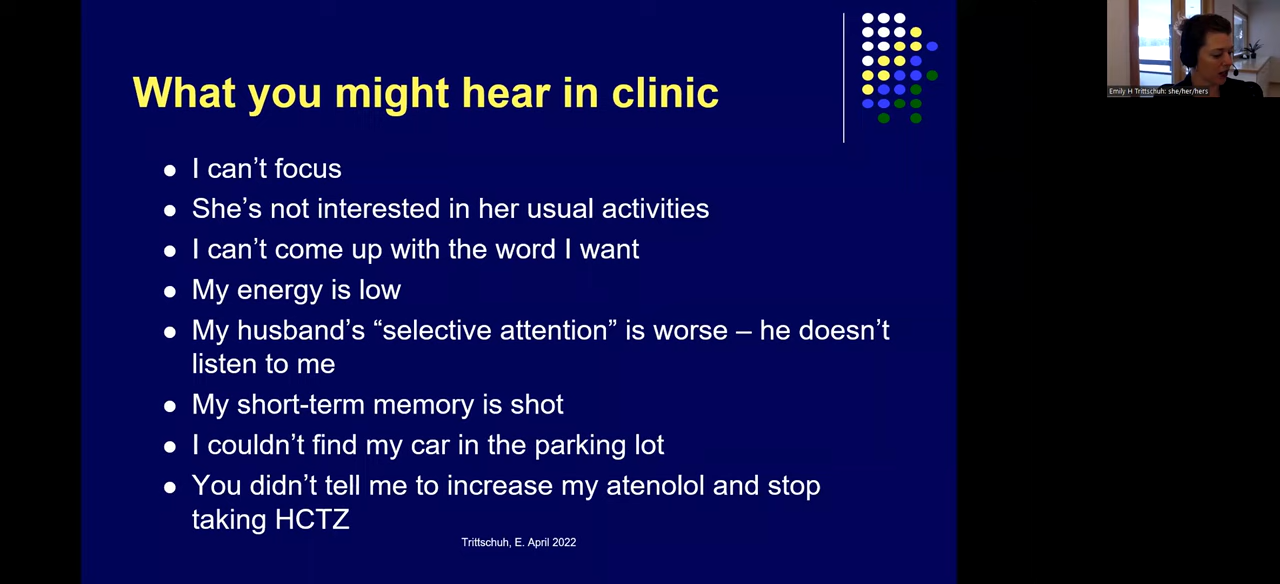 What you might hear in clinic
● I can’t focus
● She’s not interested in her usual activities
● I can’t come up with the word I want
● My energy is low
● My husband’s “selective attention” is worse – he doesn’t
listen to me
● My short-term memory is shot
● I couldn’t find my car in the parking lot
● You didn’t tell me to increase my atenolol and stop
taking HCTZ
Trittschuh, E. April 2022
Emily H Trittschuh: she/her/hers